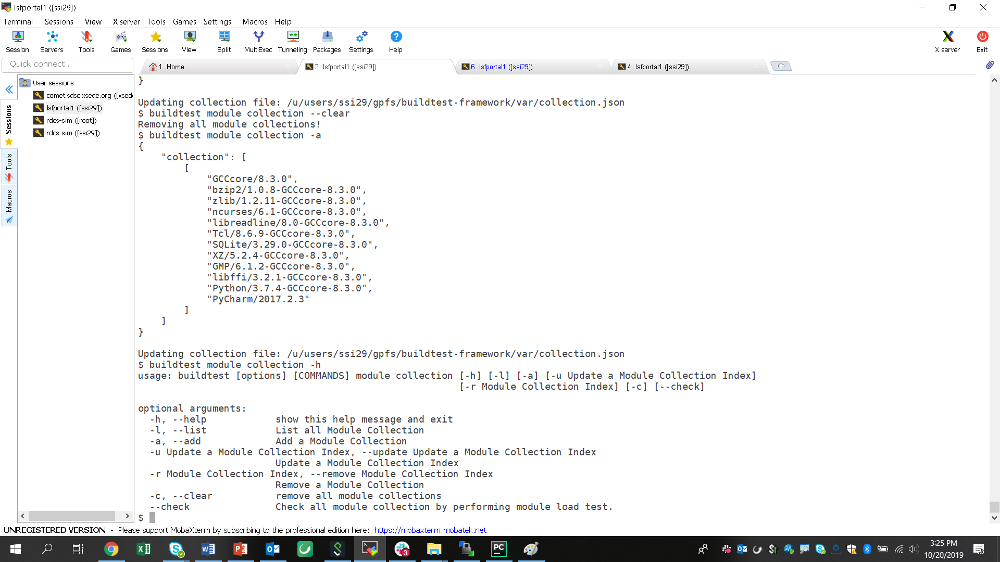 lsfportal1 ([ssi29])
Terminal Sessions View X server Tools Games Settings Macros Help
Session Servers Tools Games Sessions View Split MultiExec Tunneling Packages Settings Help X server Exit
Quick connect...
1. Home 2. lsfportal1 ([ssi29]) 6. lsfportal1 ([ssi29]) 4. lsfportal1 ([ssi29])
Sessions
Tools
Macros
User sessions
comet.sdsc.xsede.org ([xsed
lsfportal1 ([ssi29])
rdcs-sim ([root])
rdcs-sim ([ssi29])
}
Updating collection file: /u/users/ssi29/gpfs/buildtest-framework/var/collection.json
$ buildtest module collection --clear
Removing all module collections!
$ buildtest module collection -a
{
"collection": [
[
"GCCcore/8.3.0",
"bzip2/1.0.8-GCCcore-8.3.0",
"zlib/1.2.11-GCCcore-8.3.0",
"ncurses/6.1-GCCcore-8.3.0",
"libreadline/8.0-GCCcore-8.3.0",
"Tcl/8.6.9-GCCcore-8.3.0",
"SQLite/3.29.0-GCCcore-8.3.0",
"XZ/5.2.4-GCCcore-8.3.0",
"GMP/6.1.2-GCCcore-8.3.0",
"libffi/3.2.1-GCCcore-8.3.0",
"Python/3.7.4-GCCcore-8.3.0",
"PyCharm/2017.2.3"
]
]
}
Updating collection file: /u/users/ssi29/gpfs/buildtest-framework/var/collection.json
$ buildtest module collection -h
usage: buildtest [options] [COMMANDS] module collection [-h] [-l] [-a] [-u Update a Module Collection Index]
[-r Module Collection Index] [-c] [--check]
optional arguments:
-h, --help show this help message and exit
-l, --list List all Module Collection
-a, --add Add a Module Collection
-u Update a Module Collection Index, --update Update a Module Collection Index
Update a Module Collection Index
-r Module Collection Index, --remove Module Collection Index
Remove a Module Collection
-c, --clear remove all module collections
--check Check all module collection by performing module load test.
$
UNREGISTERED VERSION - Please support MobaXterm by subscribing to the professional edition here: https://mobaxterm.mobatek.net
3:25 PM
10/20/2019